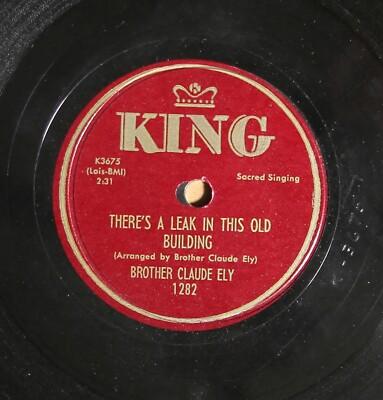 K
KING
K3675
(Lois-BMI)
2:31
Sacred Singing
THERE'S A LEAK IN THIS OLD
BUILDING
(Arranged by Brother Claude Ely)
BROTHER CLAUDE ELY
1282